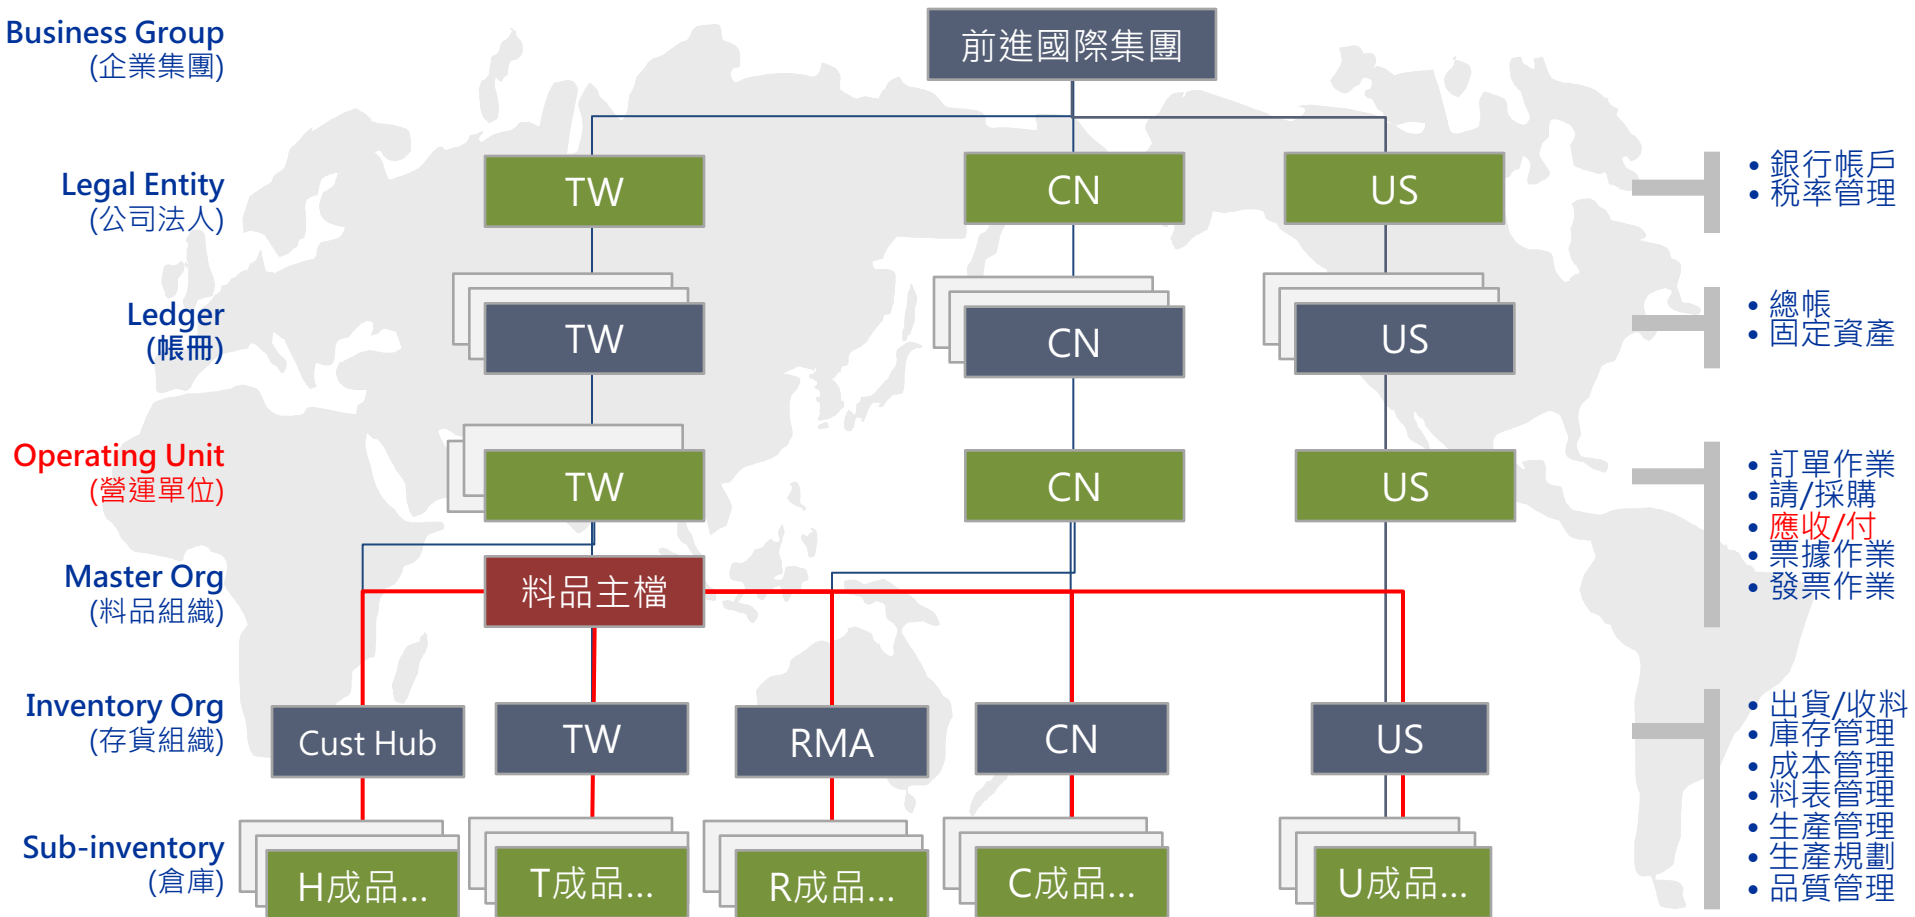 Business Group
(企業集團)
前進國際集團
Legal Entity
(公司法人)
TW
CN
US
• 銀行帳戶
• 稅率管理
Ledger
(帳冊)
TW
CN
US
• 總帳
• 固定資產
Operating Unit
(營運單位)
TW
CN
US
• 訂單作業
• 請/採購
• 應收/付
• 票據作業
• 發票作業
Master Org
(料品組織)
料品主檔
Inventory Org
(存貨組織)
Cust Hub
TW
RMA
CN
US
• 出貨/收料
• 庫存管理
• 成本管理
• 料表管理
• 生產管理
• 生產規劃
• 品質管理
Sub-inventory
(倉庫)
H成品...
T成品...
R成品...
C成品...
U成品...